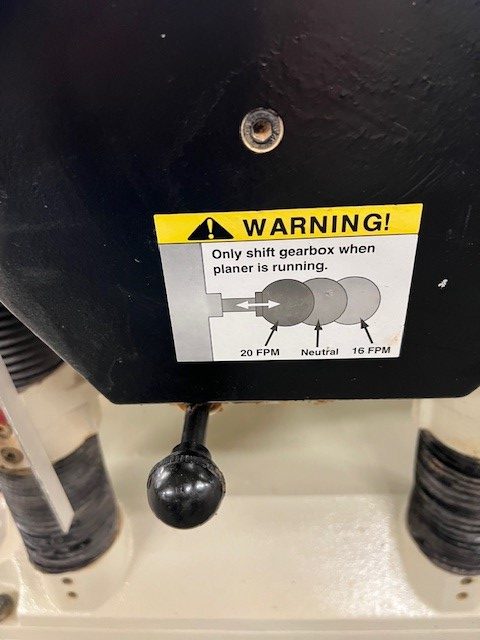 WARNING!
Only shift gearbox when
planer is running.
20 FPM Neutral 16 FPM